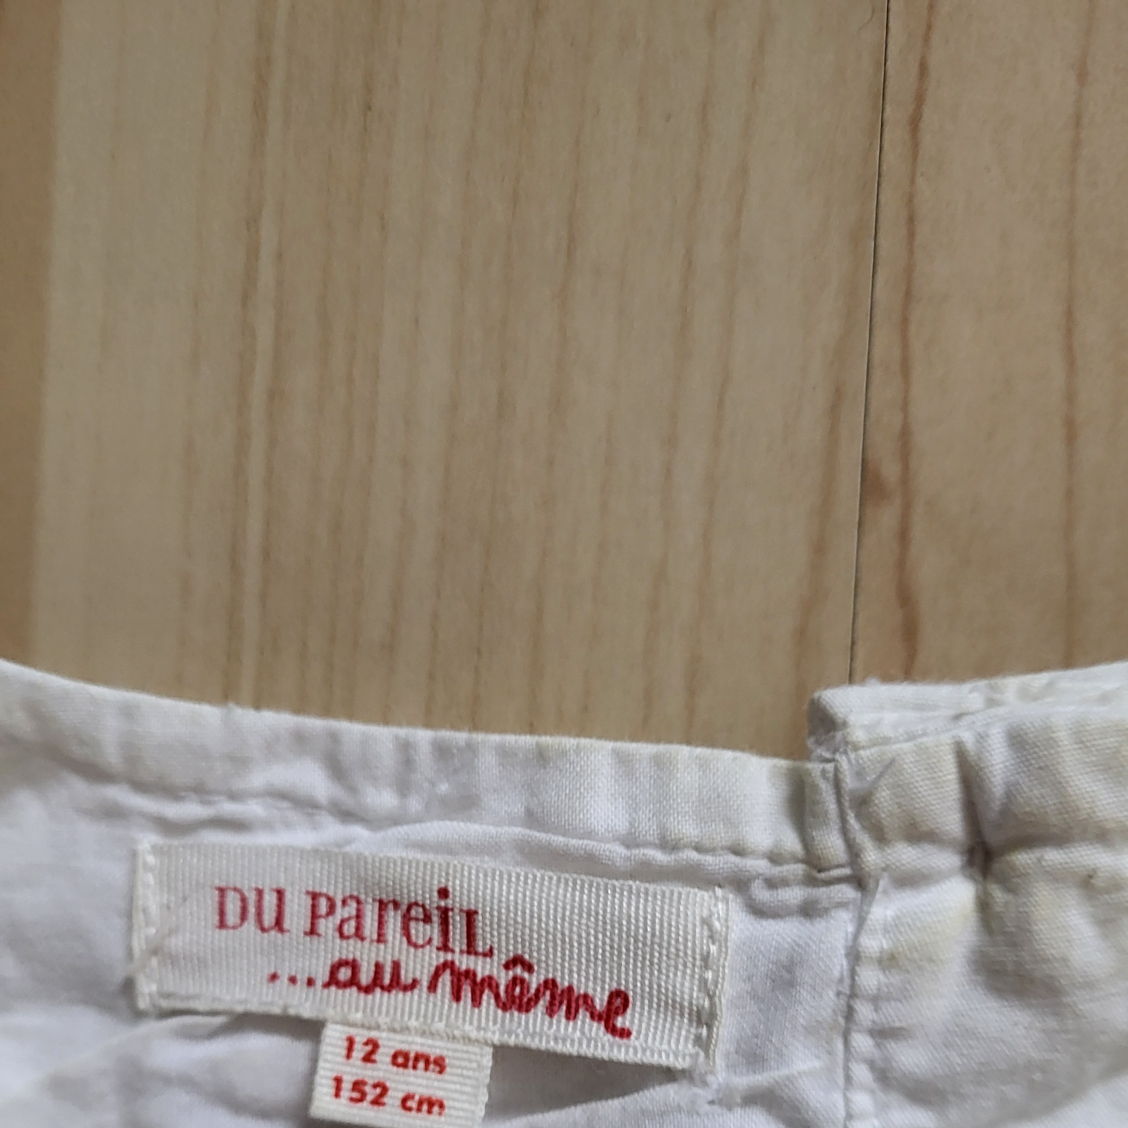 DU PareiL
...au même
12 ans
152 cm